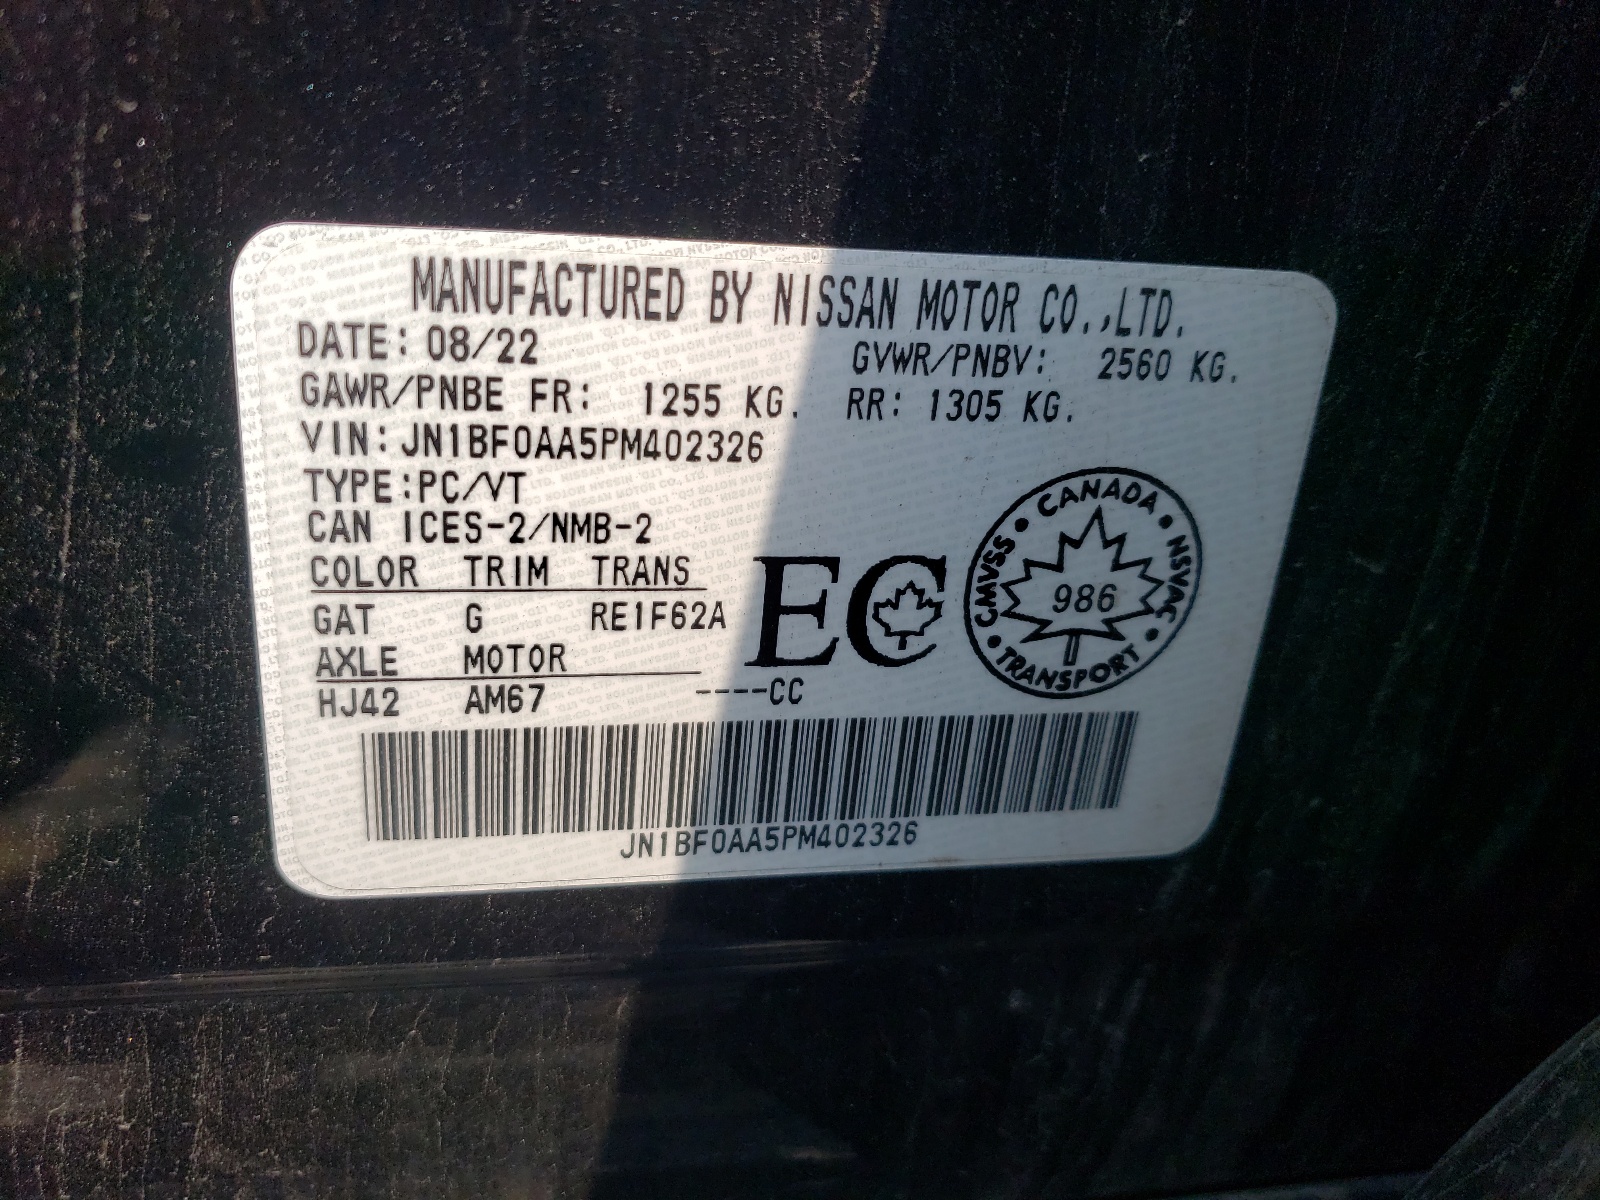 MANUFACTURED BY NISSAN MOTOR CO.,LTD.
DATE: 08/22 GVWR/PNBV: 2560 KG.
GAWR/PNBE FR: 1255 KG. RR: 1305 KG.
VIN: JN1BF0AA5PM402326
TYPE:PC/VT
CAN ICES-2/NMB-2
COLOR TRIM TRANS
GAT G RE1F62A
AXLE MOTOR
HJ42 AM67 ----CC
EC
CANADA
CMVSS • NSVAC
986
TRANSPORT
JN1BF0AA5PM402326